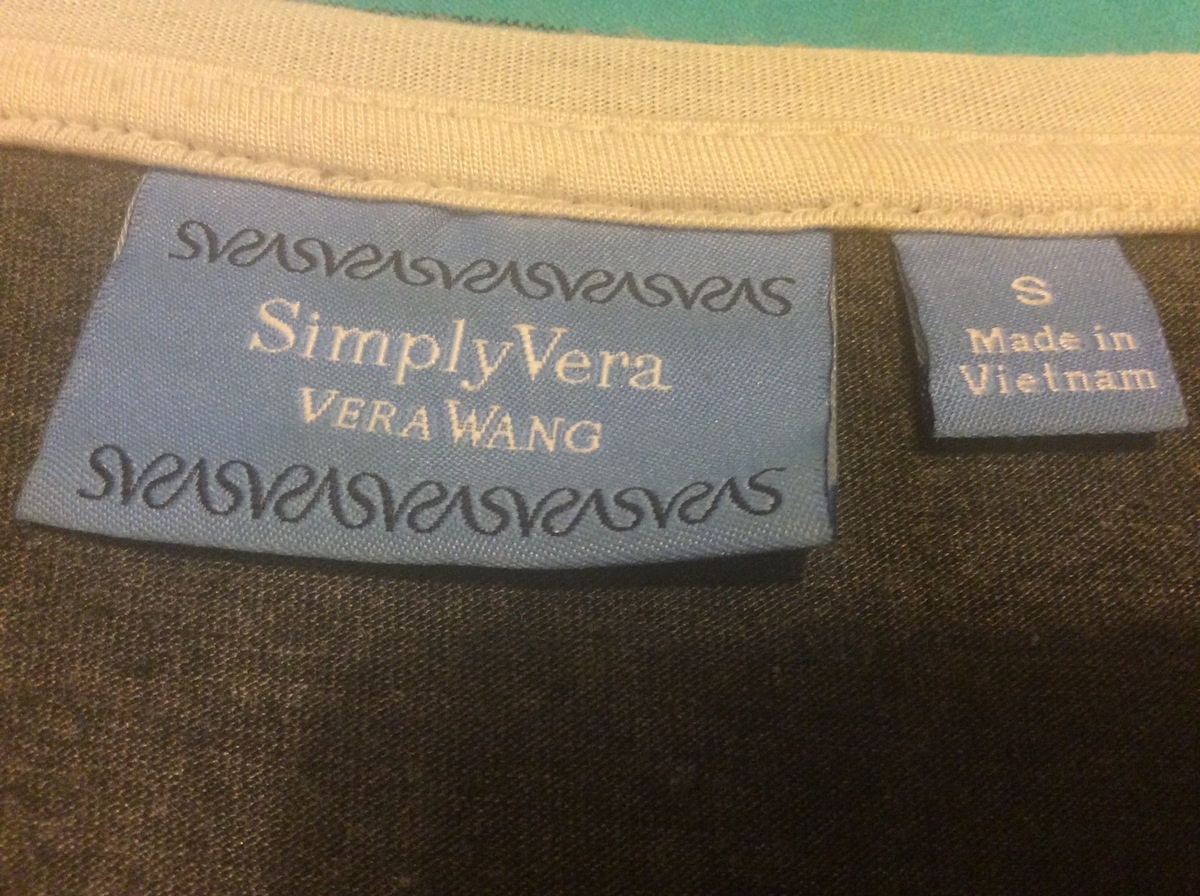 SimplyVera
VERA WANG
S
Made in
Vietnam